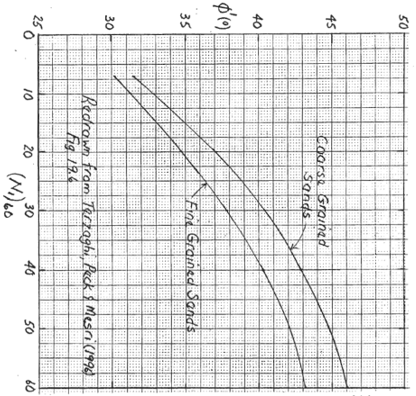 25
30
35
φ'(°)
40
45
50
0
10
20
30
40
50
60
(N₁)60
Coarse Grained
Sands
Fine Grained Sands
Redrawn from Terzaghi, Peck & Mesri (1996)
Fig 19.6